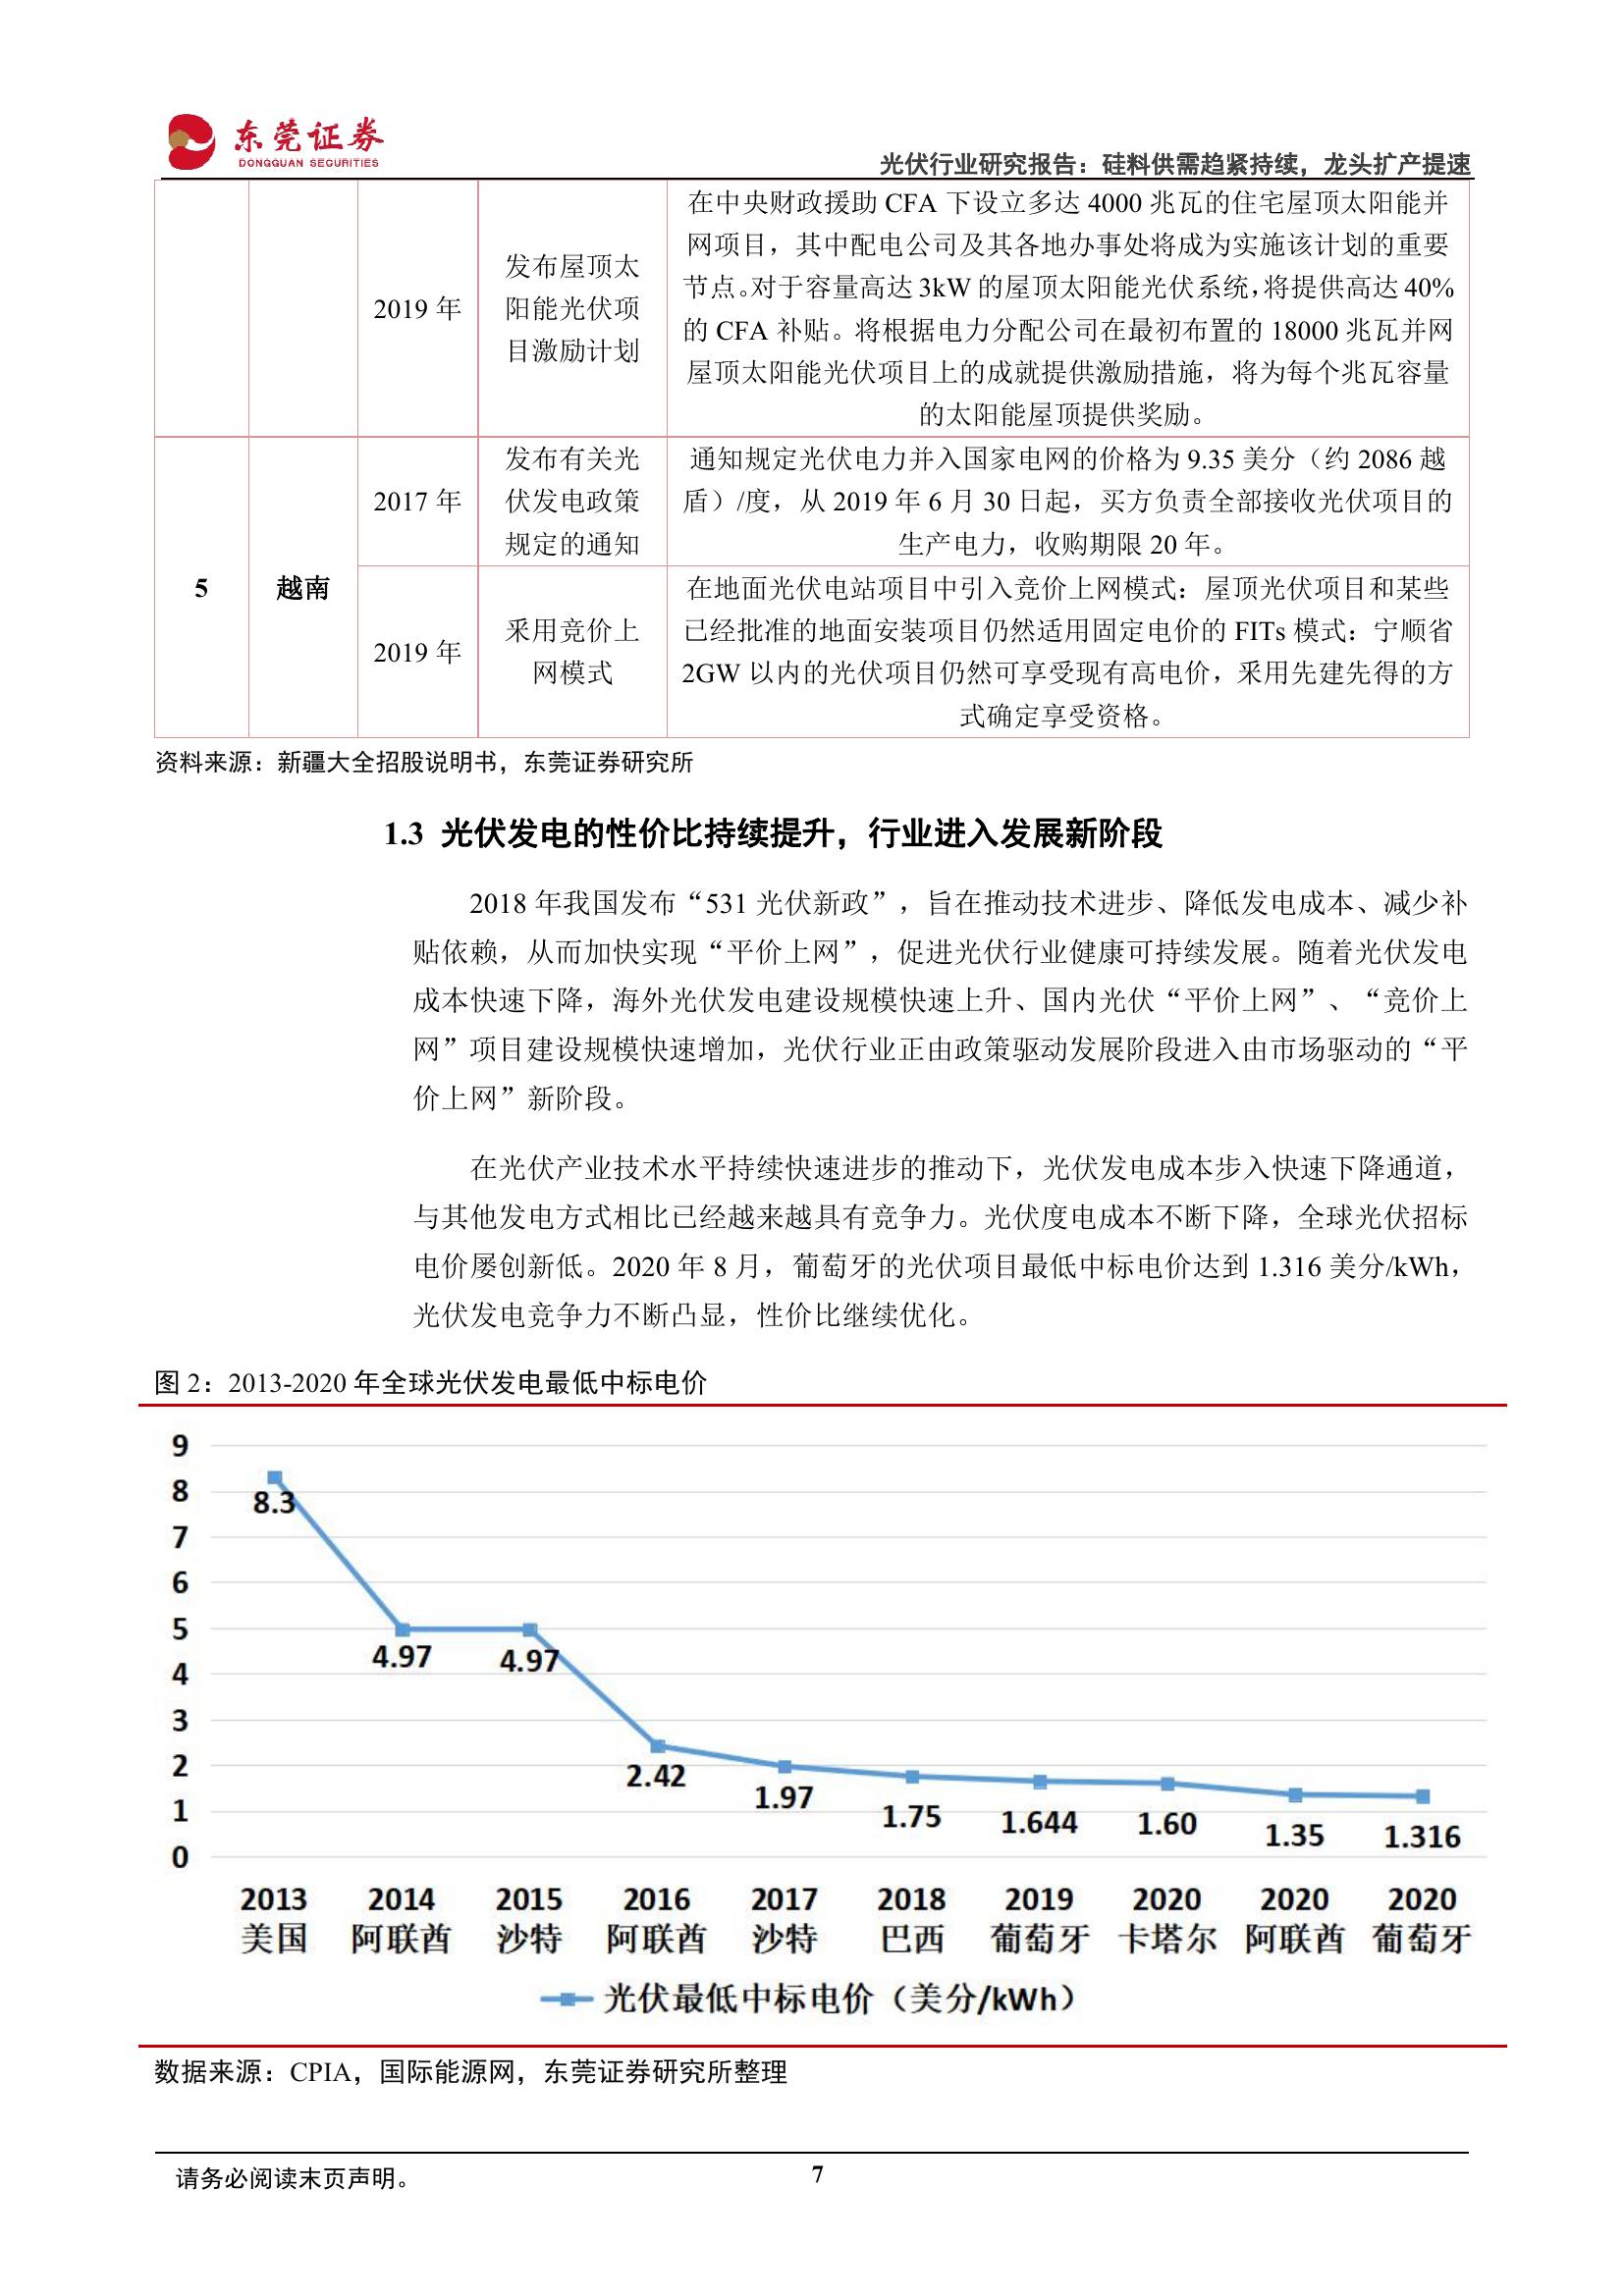 东莞证券
DONGGUAN SECURITIES
光伏行业研究报告：硅料供需趋紧持续，龙头扩产提速
2019 年
发布屋顶太
阳能光伏项
目激励计划
在中央财政援助 CFA 下设立多达 4000 兆瓦的住宅屋顶太阳能并
网项目，其中配电公司及其各地办事处将成为实施该计划的重要
节点。对于容量高达 3kW 的屋顶太阳能光伏系统，将提供高达 40%
的 CFA 补贴。将根据电力分配公司在最初布置的 18000 兆瓦并网
屋顶太阳能光伏项目上的成就提供激励措施，将为每个兆瓦容量
的太阳能屋顶提供奖励。
5
越南
2017 年
发布有关光
伏发电政策
规定的通知
通知规定光伏电力并入国家电网的价格为 9.35 美分（约 2086 越
盾）/度，从 2019 年 6 月 30 日起，买方负责全部接收光伏项目的
生产电力，收购期限 20 年。
2019 年
采用竞价上
网模式
在地面光伏电站项目中引入竞价上网模式：屋顶光伏项目和某些
已经批准的地面安装项目仍然适用固定电价的 FITs 模式：宁顺省
2GW 以内的光伏项目仍然可享受现有高电价，采用先建先得的方
式确定享受资格。
资料来源：新疆大全招股说明书，东莞证券研究所
1.3 光伏发电的性价比持续提升，行业进入发展新阶段
2018 年我国发布“531 光伏新政”，旨在推动技术进步、降低发电成本、减少补
贴依赖，从而加快实现“平价上网”，促进光伏行业健康可持续发展。随着光伏发电
成本快速下降，海外光伏发电建设规模快速上升、国内光伏“平价上网”、“竞价上
网”项目建设规模快速增加，光伏行业正由政策驱动发展阶段进入由市场驱动的“平
价上网”新阶段。
在光伏产业技术水平持续快速进步的推动下，光伏发电成本步入快速下降通道，
与其他发电方式相比已经越来越具有竞争力。光伏度电成本不断下降，全球光伏招标
电价屡创新低。2020 年 8 月，葡萄牙的光伏项目最低中标电价达到 1.316 美分/kWh，
光伏发电竞争力不断凸显，性价比继续优化。
图 2：2013-2020 年全球光伏发电最低中标电价
9
8
7
6
5
4
3
2
1
0
8.3
4.97
4.97
2.42
1.97
1.75
1.644
1.60
1.35
1.316
2013 2014 2015 2016 2017 2018 2019 2020 2020 2020
美国 阿联酋 沙特 阿联酋 沙特 巴西 葡萄牙 卡塔尔 阿联酋 葡萄牙
光伏最低中标电价（美分/kWh）
数据来源：CPIA，国际能源网，东莞证券研究所整理
请务必阅读末页声明。
7